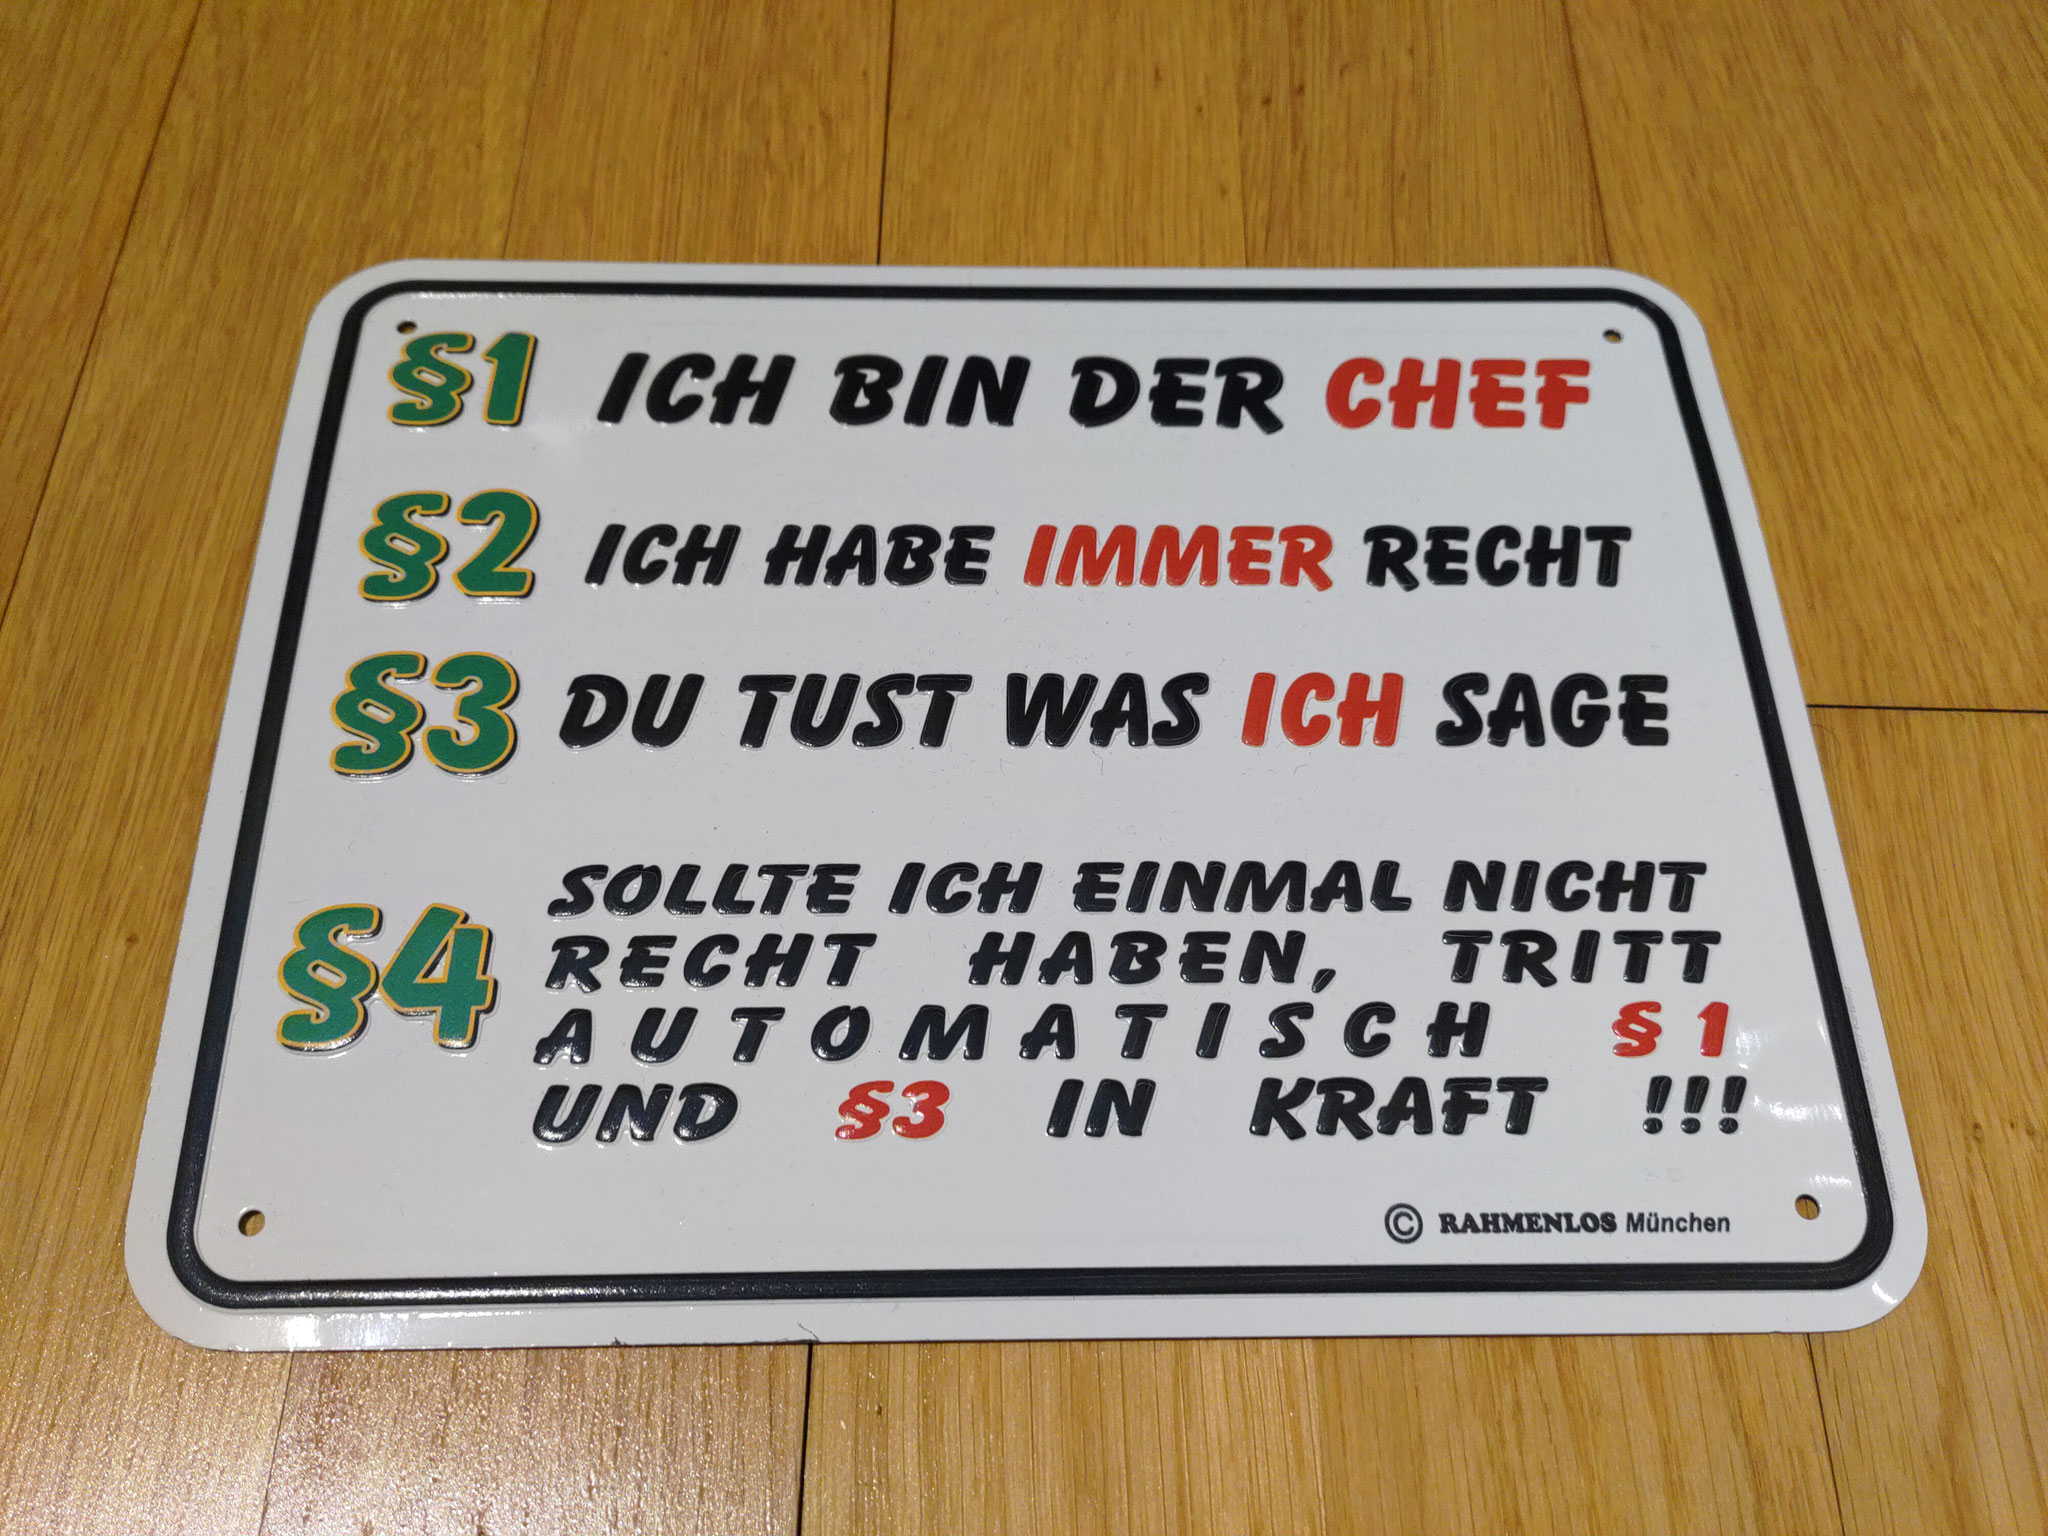 §1 ICH BIN DER CHEF
§2 ICH HABE IMMER RECHT
§3 DU TUST WAS ICH SAGE
§4 SOLLTE ICH EINMAL NICHT
RECHT HABEN, TRITT
AUTOMATISCH § 1
UND §3 IN KRAFT !!!
© RAHMENLOS München